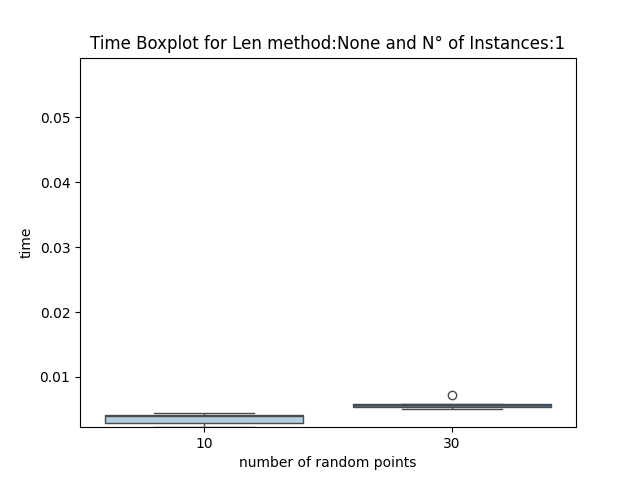 Time Boxplot for Len method:None and N° of Instances:1
0.05
0.04
0.03
0.02
0.01
time
10
30
number of random points